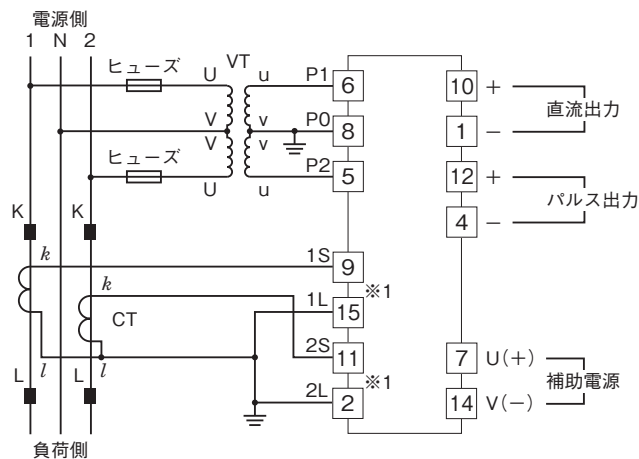 電源側
1 N 2
ヒューズ
VT
U u P1 6 10 +
直流出力
V v P0 8 1 −
V v
ヒューズ
U u P2 5 12 +
パルス出力
4 −
K K
k 1S 9
※1
k 1L 15
CT
2S 11 7 U(+)
※1
補助電源
L l L l 2L 2 14 V(−)
負荷側